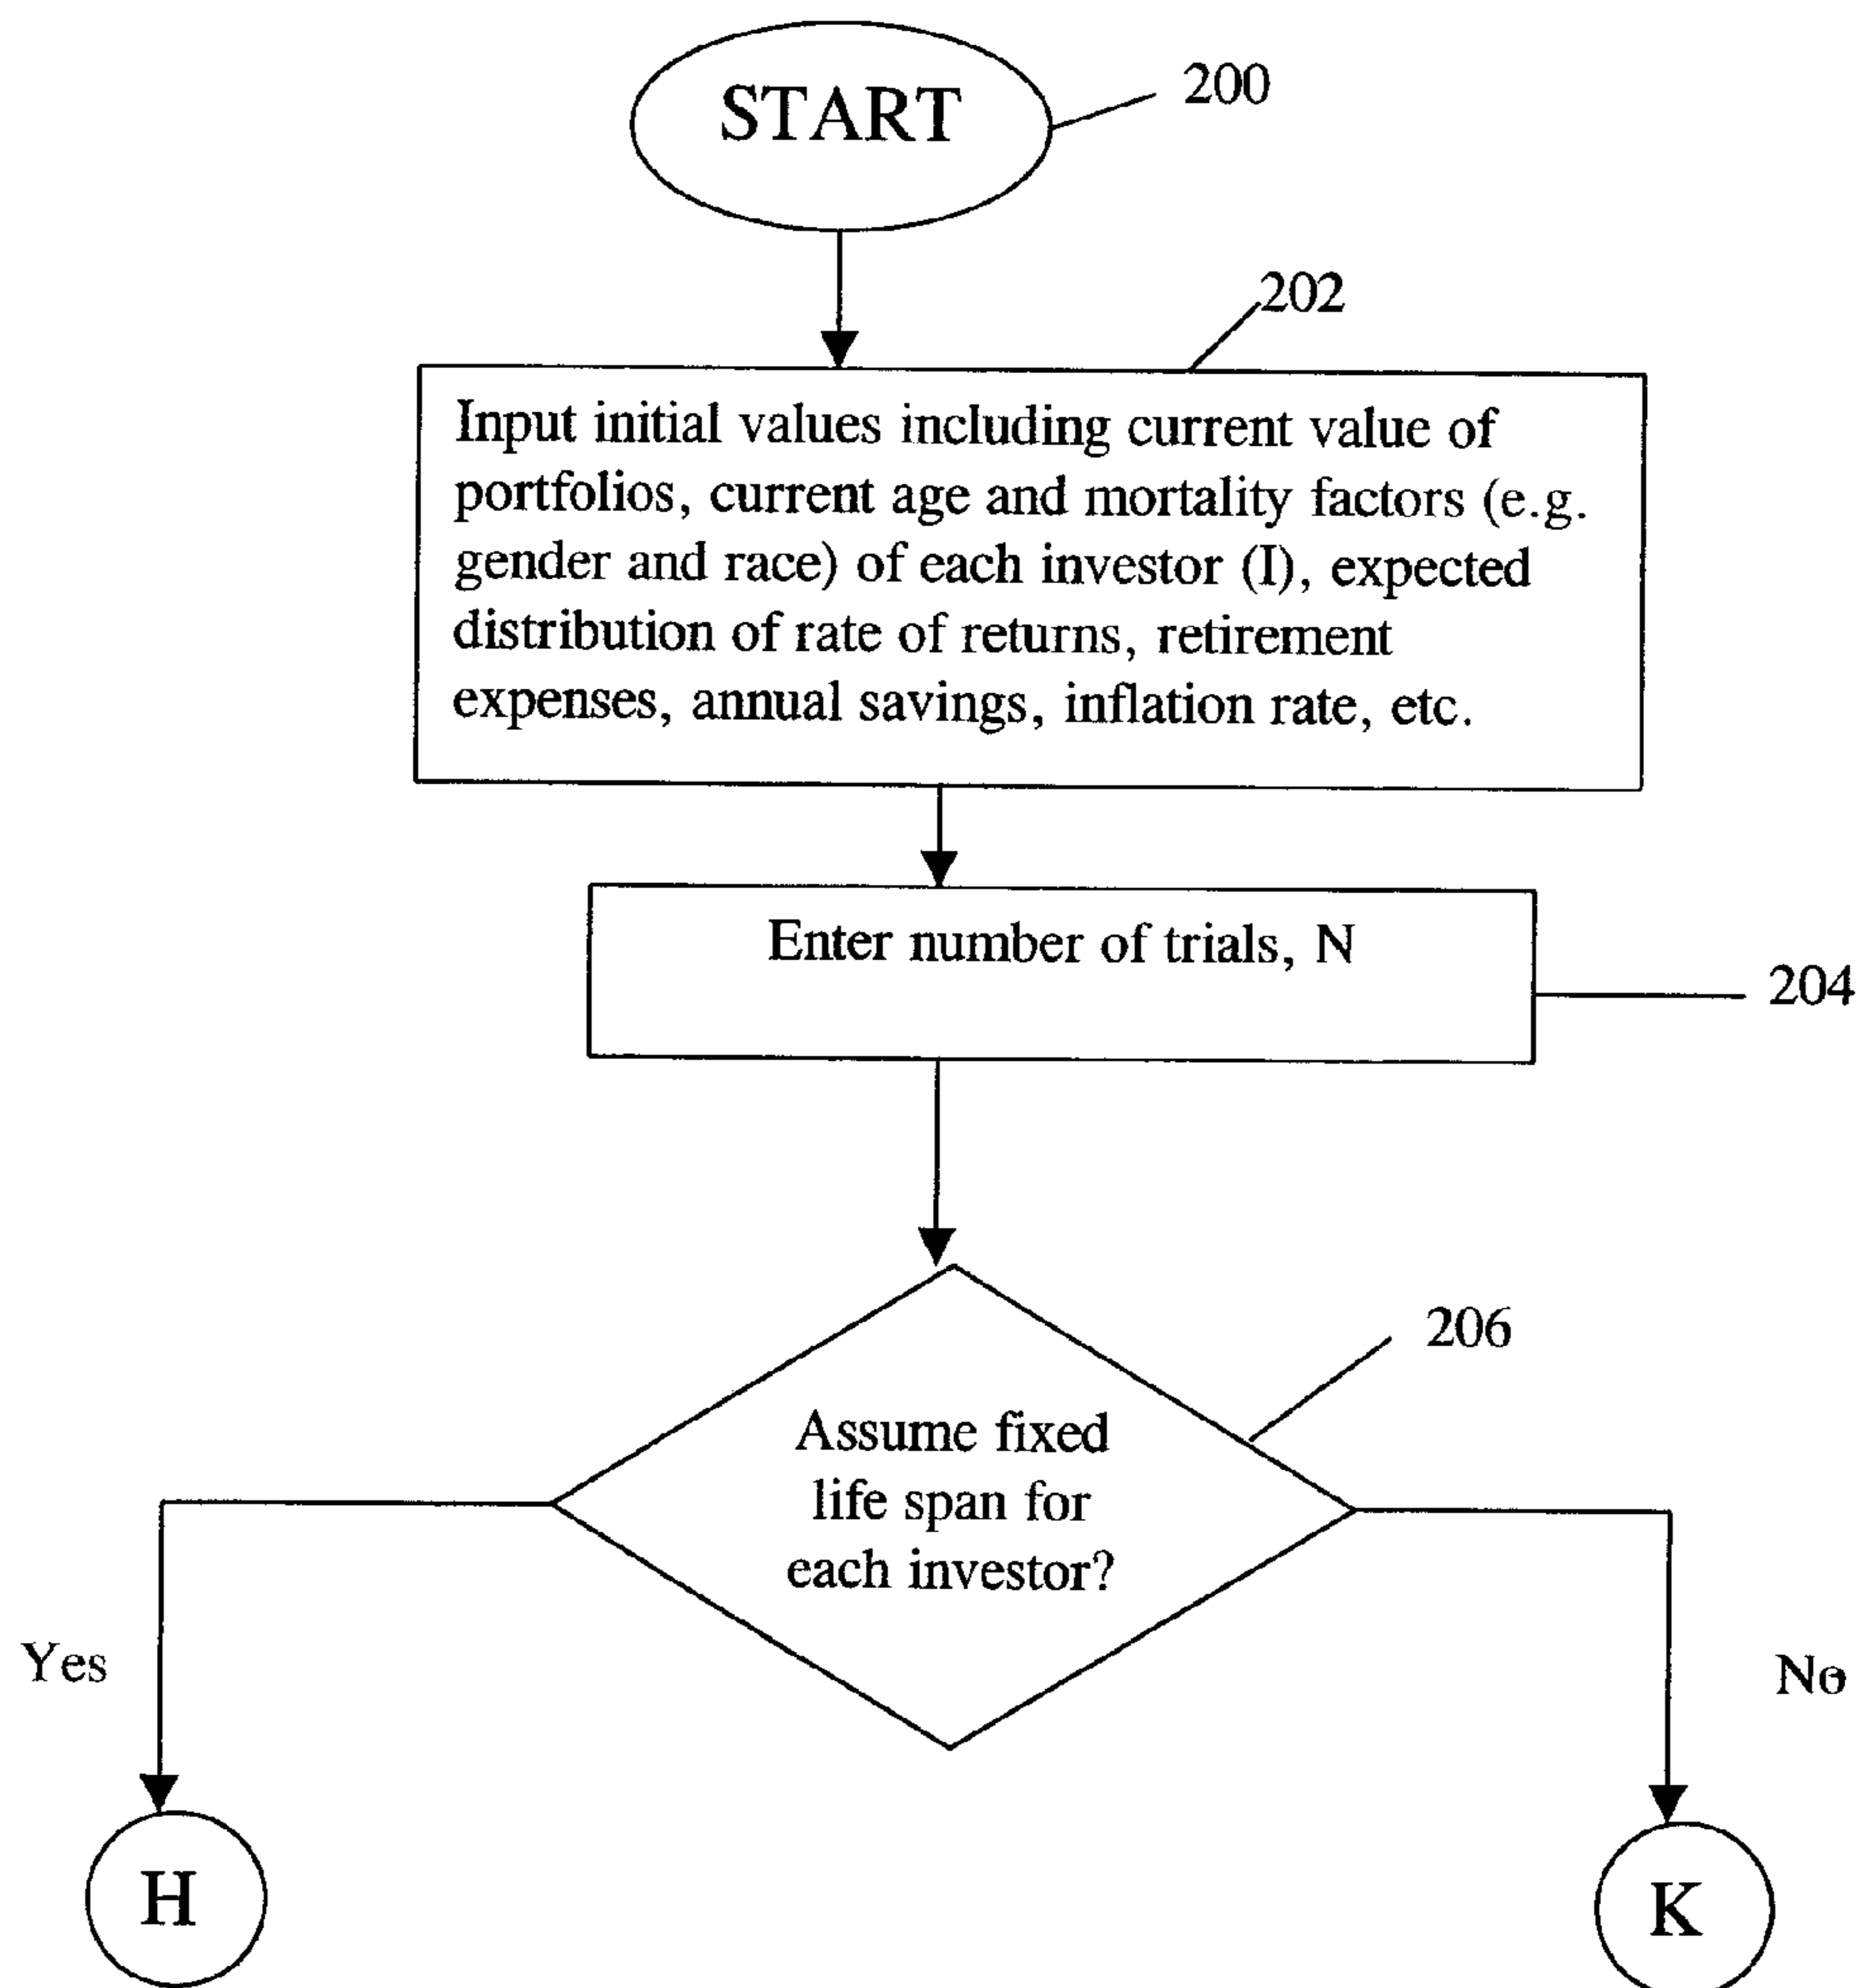 START
200
202
Input initial values including current value of
portfolios, current age and mortality factors (e.g.
gender and race) of each investor (I), expected
distribution of rate of returns, retirement
expenses, annual savings, inflation rate, etc.
Enter number of trials, N
204
206
Assume fixed
life span for
each investor?
Yes
No
H
K